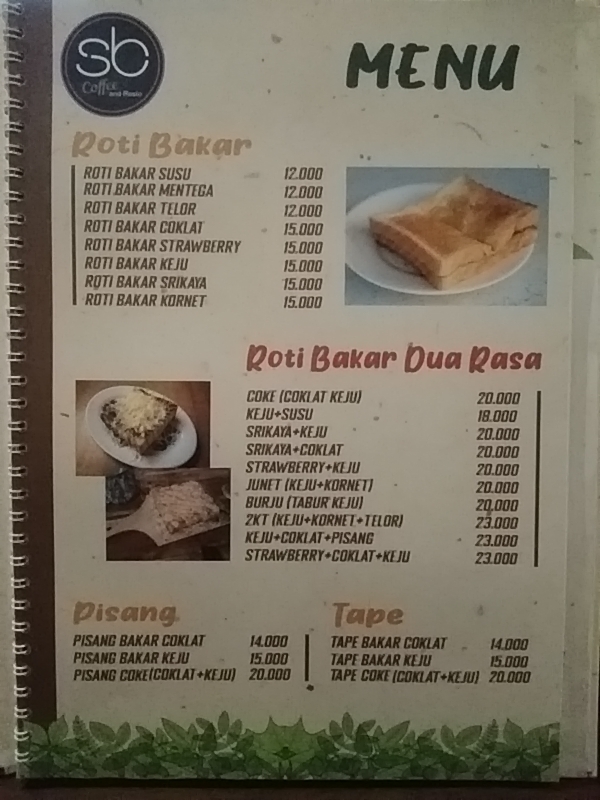 sb
Coffee
and Resto
MENU
Roti Bakar
ROTI BAKAR SUSU 12.000
ROTI BAKAR MENTEGA 12.000
ROTI BAKAR TELOR 12.000
ROTI BAKAR COKLAT 15.000
ROTI BAKAR STRAWBERRY 15.000
ROTI BAKAR KEJU 15.000
ROTI BAKAR SRIKAYA 15.000
ROTI BAKAR KORNET 15.000
Roti Bakar Dua Rasa
COKE (COKLAT KEJU) 20.000
KEJU+SUSU 18.000
SRIKAYA+KEJU 20.000
SRIKAYA+COKLAT 20.000
STRAWBERRY+KEJU 20.000
JUNET (KEJU+KORNET) 20.000
BURJU (TABUR KEJU) 20.000
2KT (KEJU+KORNET+TELOR) 23.000
KEJU+COKLAT+PISANG 23.000
STRAWBERRY+COKLAT+KEJU 23.000
Pisang
PISANG BAKAR COKLAT 14.000
PISANG BAKAR KEJU 15.000
PISANG COKE(COKLAT+KEJU) 20.000
Tape
TAPE BAKAR COKLAT 14.000
TAPE BAKAR KEJU 15.000
TAPE COKE (COKLAT+KEJU) 20.000